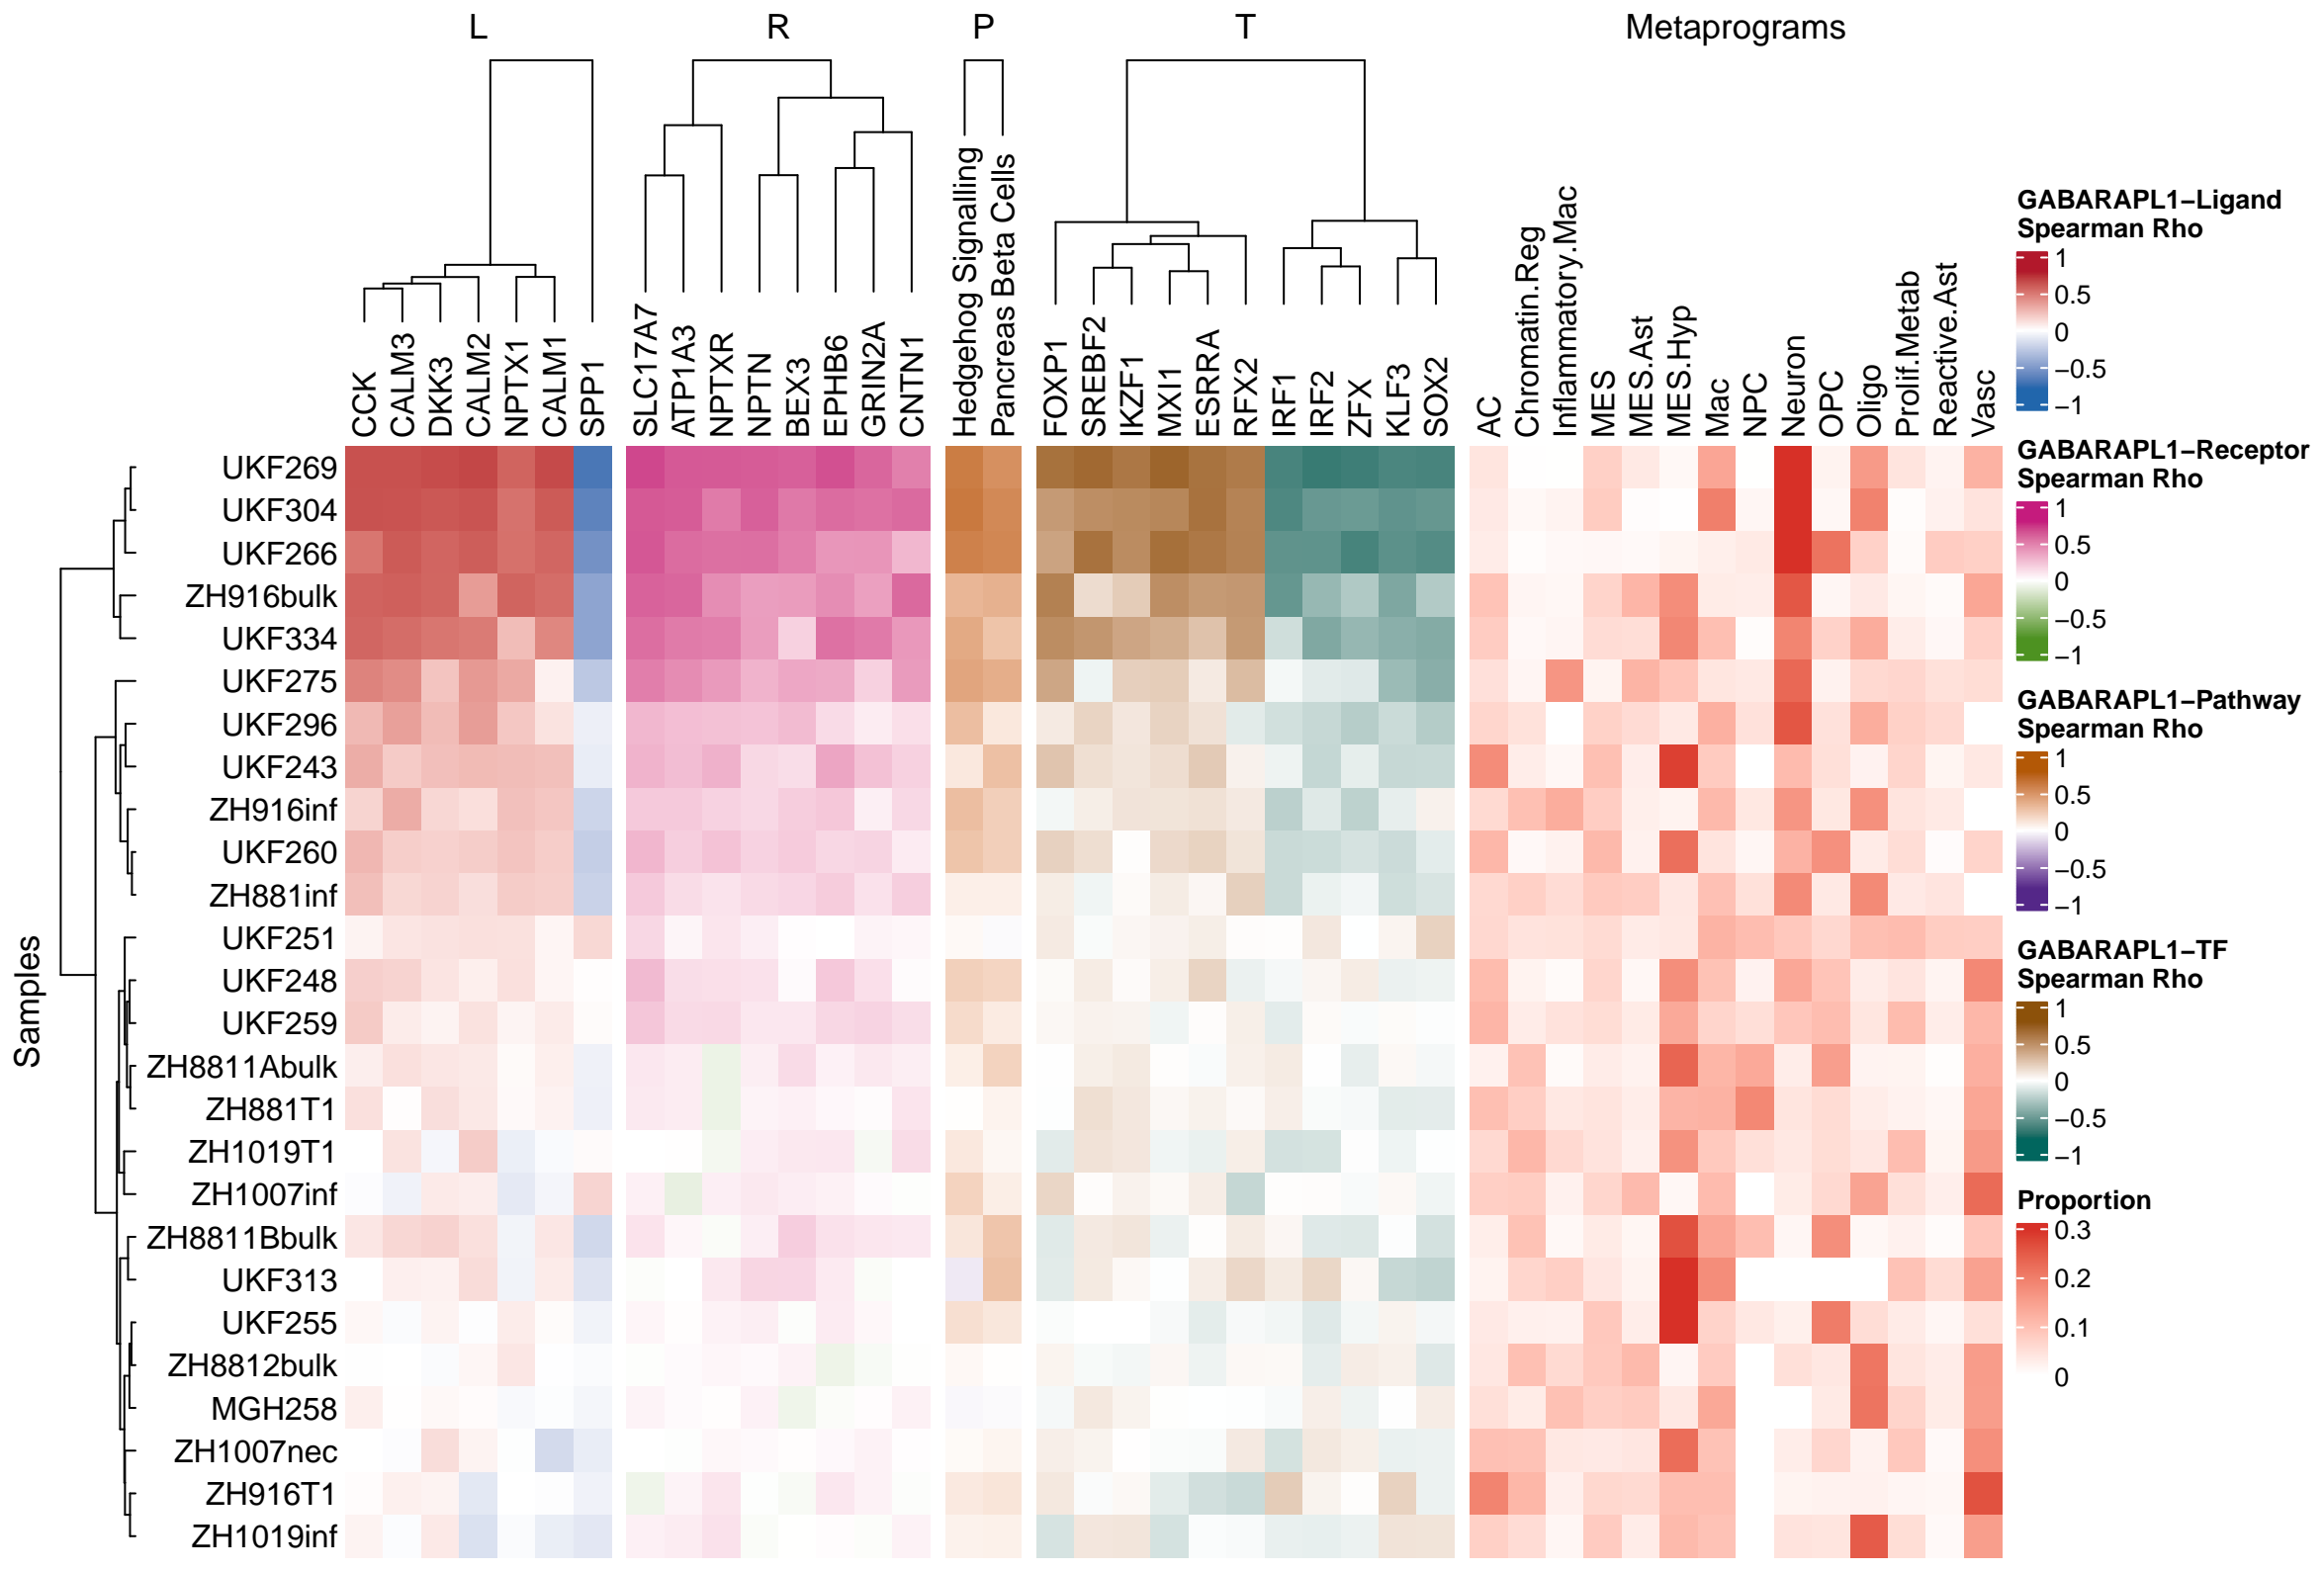 L
R
P
T
Metaprograms
CCK
CALM3
DKK3
CALM2
NPTX1
CALM1
SPP1
SLC17A7
ATP1A3
NPTXR
NPTN
BEX3
EPHB6
GRIN2A
CNTN1
Hedgehog Signalling
Pancreas Beta Cells
FOXP1
SREBF2
IKZF1
MXI1
ESRRA
RFX2
IRF1
IRF2
ZFX
KLF3
SOX2
AC
Chromatin.Reg
Inflammatory.Mac
MES
MES.Ast
MES.Hyp
Mac
NPC
Neuron
OPC
Oligo
Prolif.Metab
Reactive.Ast
Vasc
Samples
UKF269
UKF304
UKF266
ZH916bulk
UKF334
UKF275
UKF296
UKF243
ZH916inf
UKF260
ZH881inf
UKF251
UKF248
UKF259
ZH8811Abulk
ZH881T1
ZH1019T1
ZH1007inf
ZH8811Bbulk
UKF313
UKF255
ZH8812bulk
MGH258
ZH1007nec
ZH916T1
ZH1019inf
GABARAPL1−Ligand
Spearman Rho
1
0.5
0
−0.5
−1
GABARAPL1−Receptor
Spearman Rho
1
0.5
0
−0.5
−1
GABARAPL1−Pathway
Spearman Rho
1
0.5
0
−0.5
−1
GABARAPL1−TF
Spearman Rho
1
0.5
0
−0.5
−1
Proportion
0.3
0.2
0.1
0